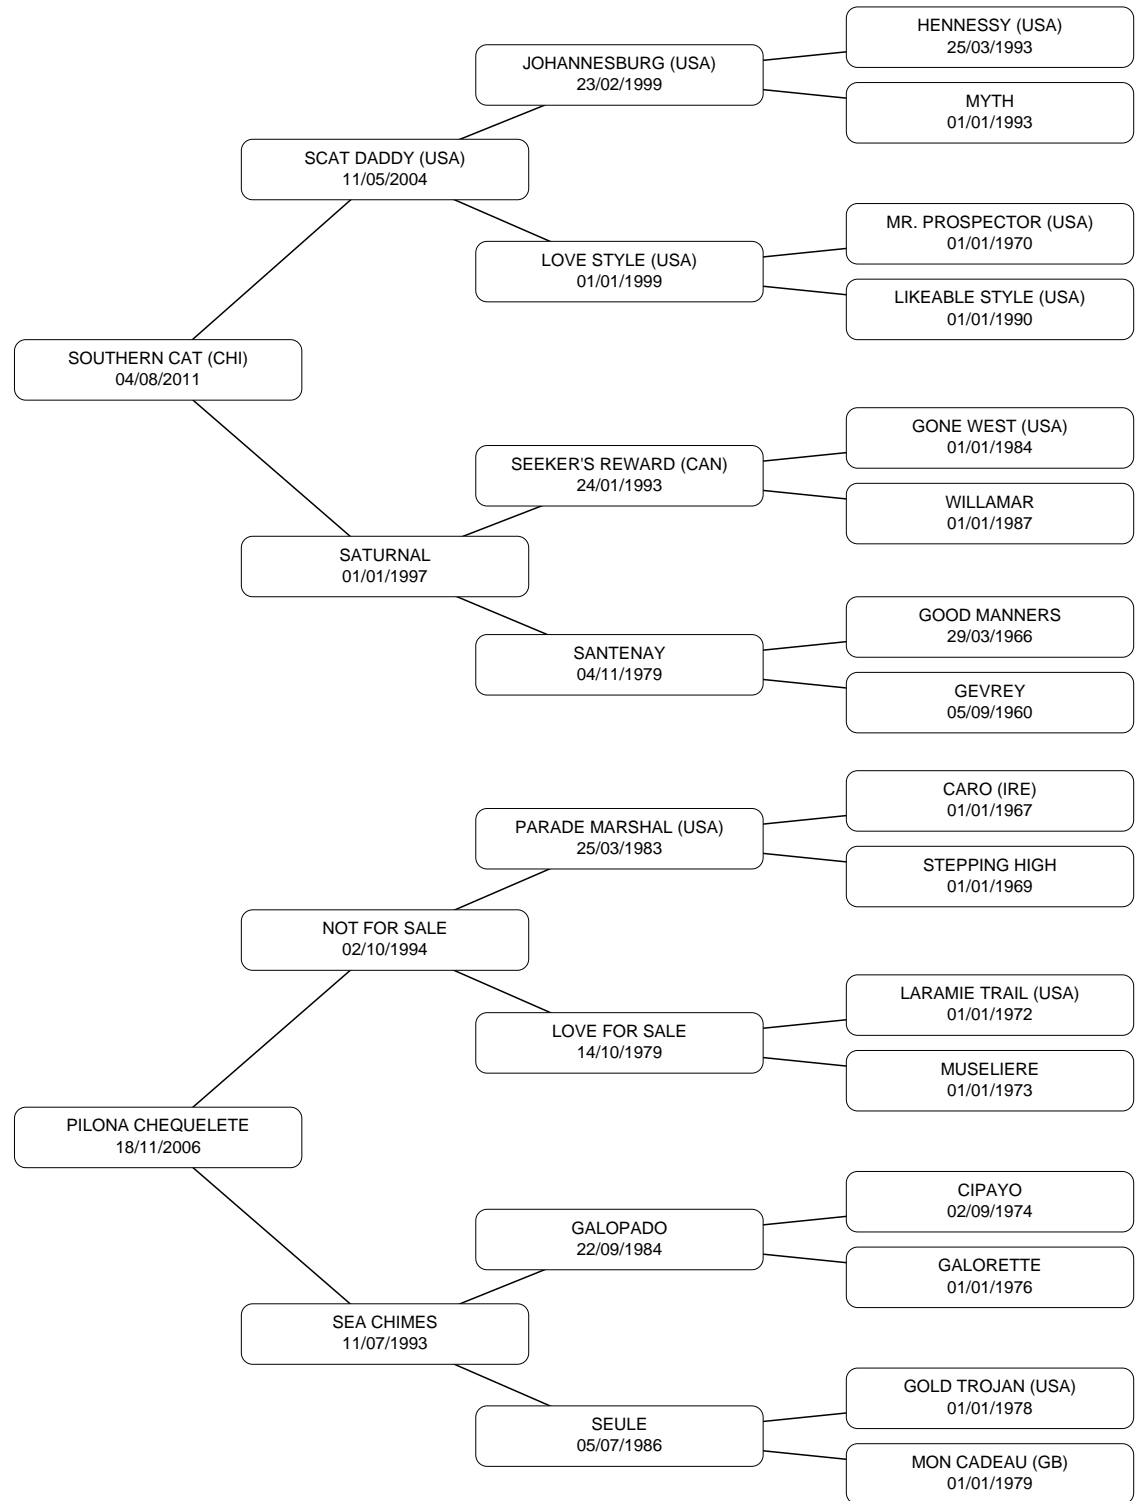 HENNESSY (USA)
25/03/1993
JOHANNESBURG (USA)
23/02/1999
MYTH
01/01/1993
SCAT DADDY (USA)
11/05/2004
MR. PROSPECTOR (USA)
01/01/1970
LOVE STYLE (USA)
01/01/1999
LIKEABLE STYLE (USA)
01/01/1990
SOUTHERN CAT (CHI)
04/08/2011
GONE WEST (USA)
01/01/1984
SEEKER'S REWARD (CAN)
24/01/1993
WILLAMAR
01/01/1987
SATURNAL
01/01/1997
GOOD MANNERS
29/03/1966
SANTENAY
04/11/1979
GEVREY
05/09/1960
CARO (IRE)
01/01/1967
PARADE MARSHAL (USA)
25/03/1983
STEPPING HIGH
01/01/1969
NOT FOR SALE
02/10/1994
LARAMIE TRAIL (USA)
01/01/1972
LOVE FOR SALE
14/10/1979
MUSELIERE
01/01/1973
PILONA CHEQUELETE
18/11/2006
CIPAYO
02/09/1974
GALOPADO
22/09/1984
GALORETTE
01/01/1976
SEA CHIMES
11/07/1993
GOLD TROJAN (USA)
01/01/1978
SEULE
05/07/1986
MON CADEAU (GB)
01/01/1979